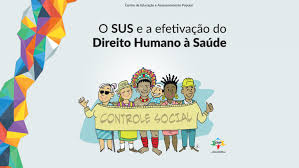 Centro de Educação e Assessoramento Popular
O SUS e a efetivação do
Direito Humano à Saúde
CONTROLE SOCIAL